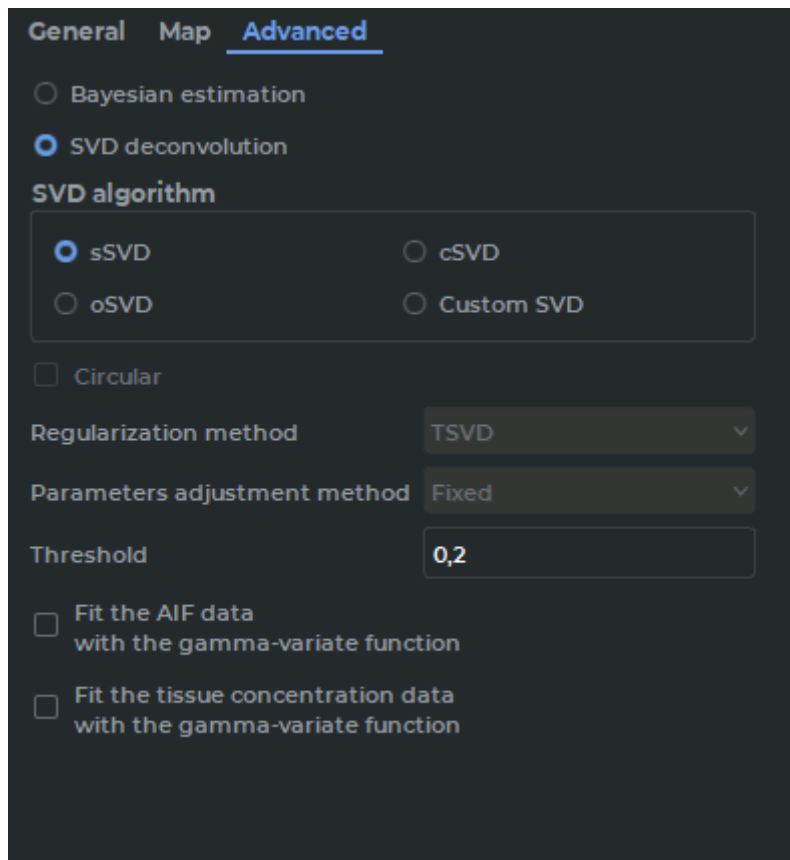 General Map Advanced
Bayesian estimation
SVD deconvolution
SVD algorithm
sSVD cSVD
oSVD Custom SVD
Circular
Regularization method TSVD
Parameters adjustment method Fixed
Threshold 0,2
Fit the AIF data
with the gamma-variate function
Fit the tissue concentration data
with the gamma-variate function